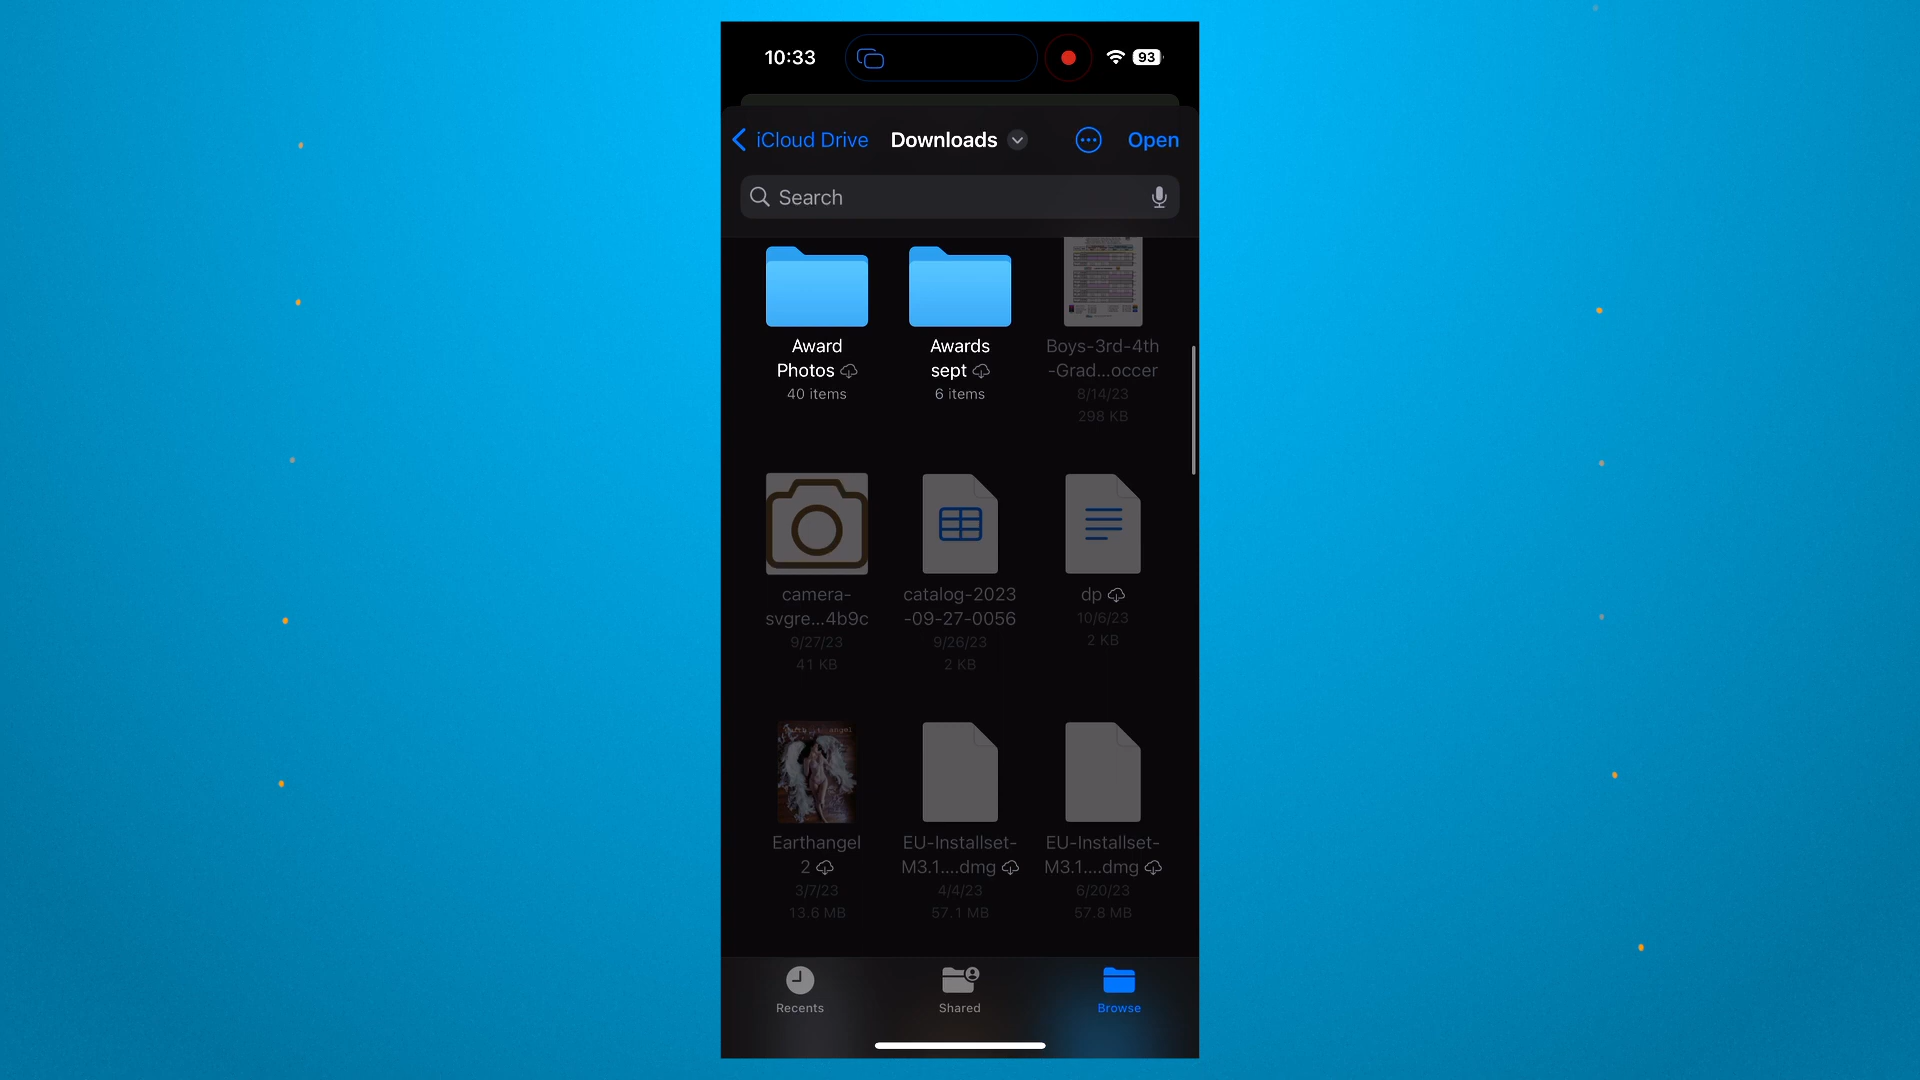 10:33
93
iCloud Drive
Downloads
Open
Search
Award
Photos
40 items
Awards
sept
6 items
Boys-3rd-4th
-Grad...occer
8/14/23
298 KB
camera-
svgre...4b9c
9/27/23
41 KB
catalog-2023
-09-27-0056
9/26/23
2 KB
dp
10/6/23
2 KB
Earthangel
2
3/7/23
13.6 MB
EU-Installset-
M3.1....dmg
4/4/23
57.1 MB
EU-Installset-
M3.1....dmg
6/20/23
57.8 MB
Recents
Shared
Browse